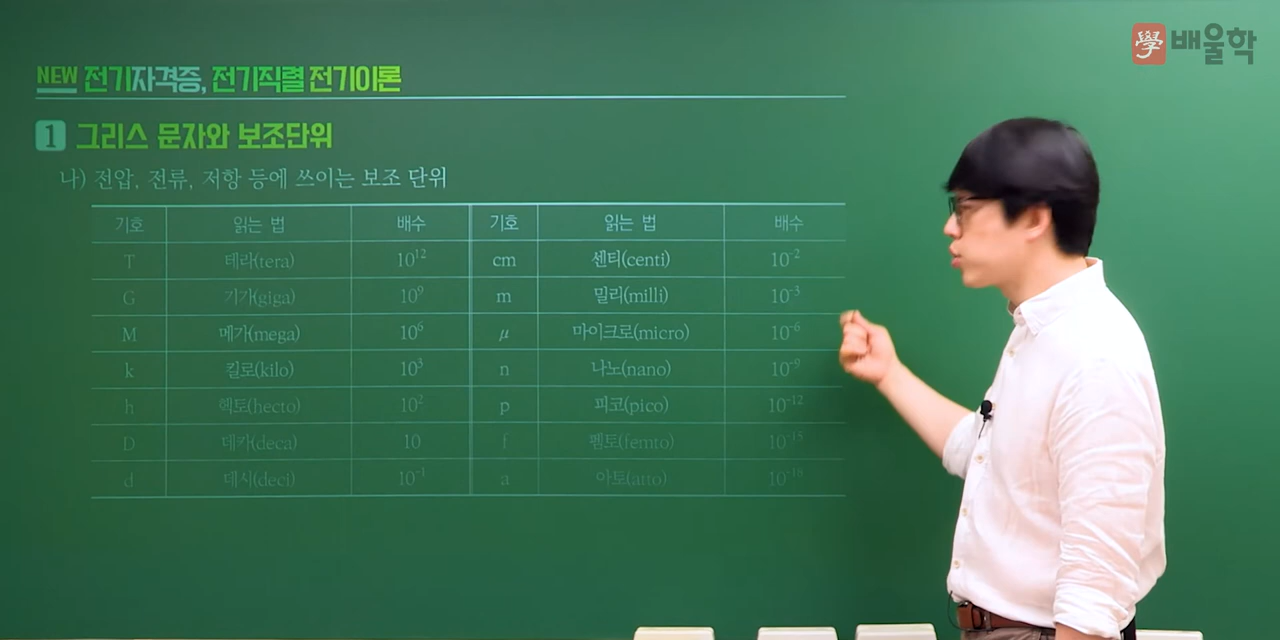 學 배울학
NEW 전기자격증, 전기직렬 전기이론
1 그리스 문자와 보조단위
나) 전압, 전류, 저항 등에 쓰이는 보조 단위
기호 읽는 법 배수 기호 읽는 법 배수
T 테라(tera) 10¹² cm 센티(centi) 10⁻²
G 기가(giga) 10⁹ m 밀리(milli) 10⁻³
M 메가(mega) 10⁶ μ 마이크로(micro) 10⁻⁶
k 킬로(kilo) 10³ n 나노(nano) 10⁻⁹
h 헥토(hecto) 10² p 피코(pico) 10⁻¹²
D 데카(deca) 10 f 펨토(femto) 10⁻¹⁵
d 데시(deci) 10⁻¹ a 아토(atto) 10⁻¹⁸